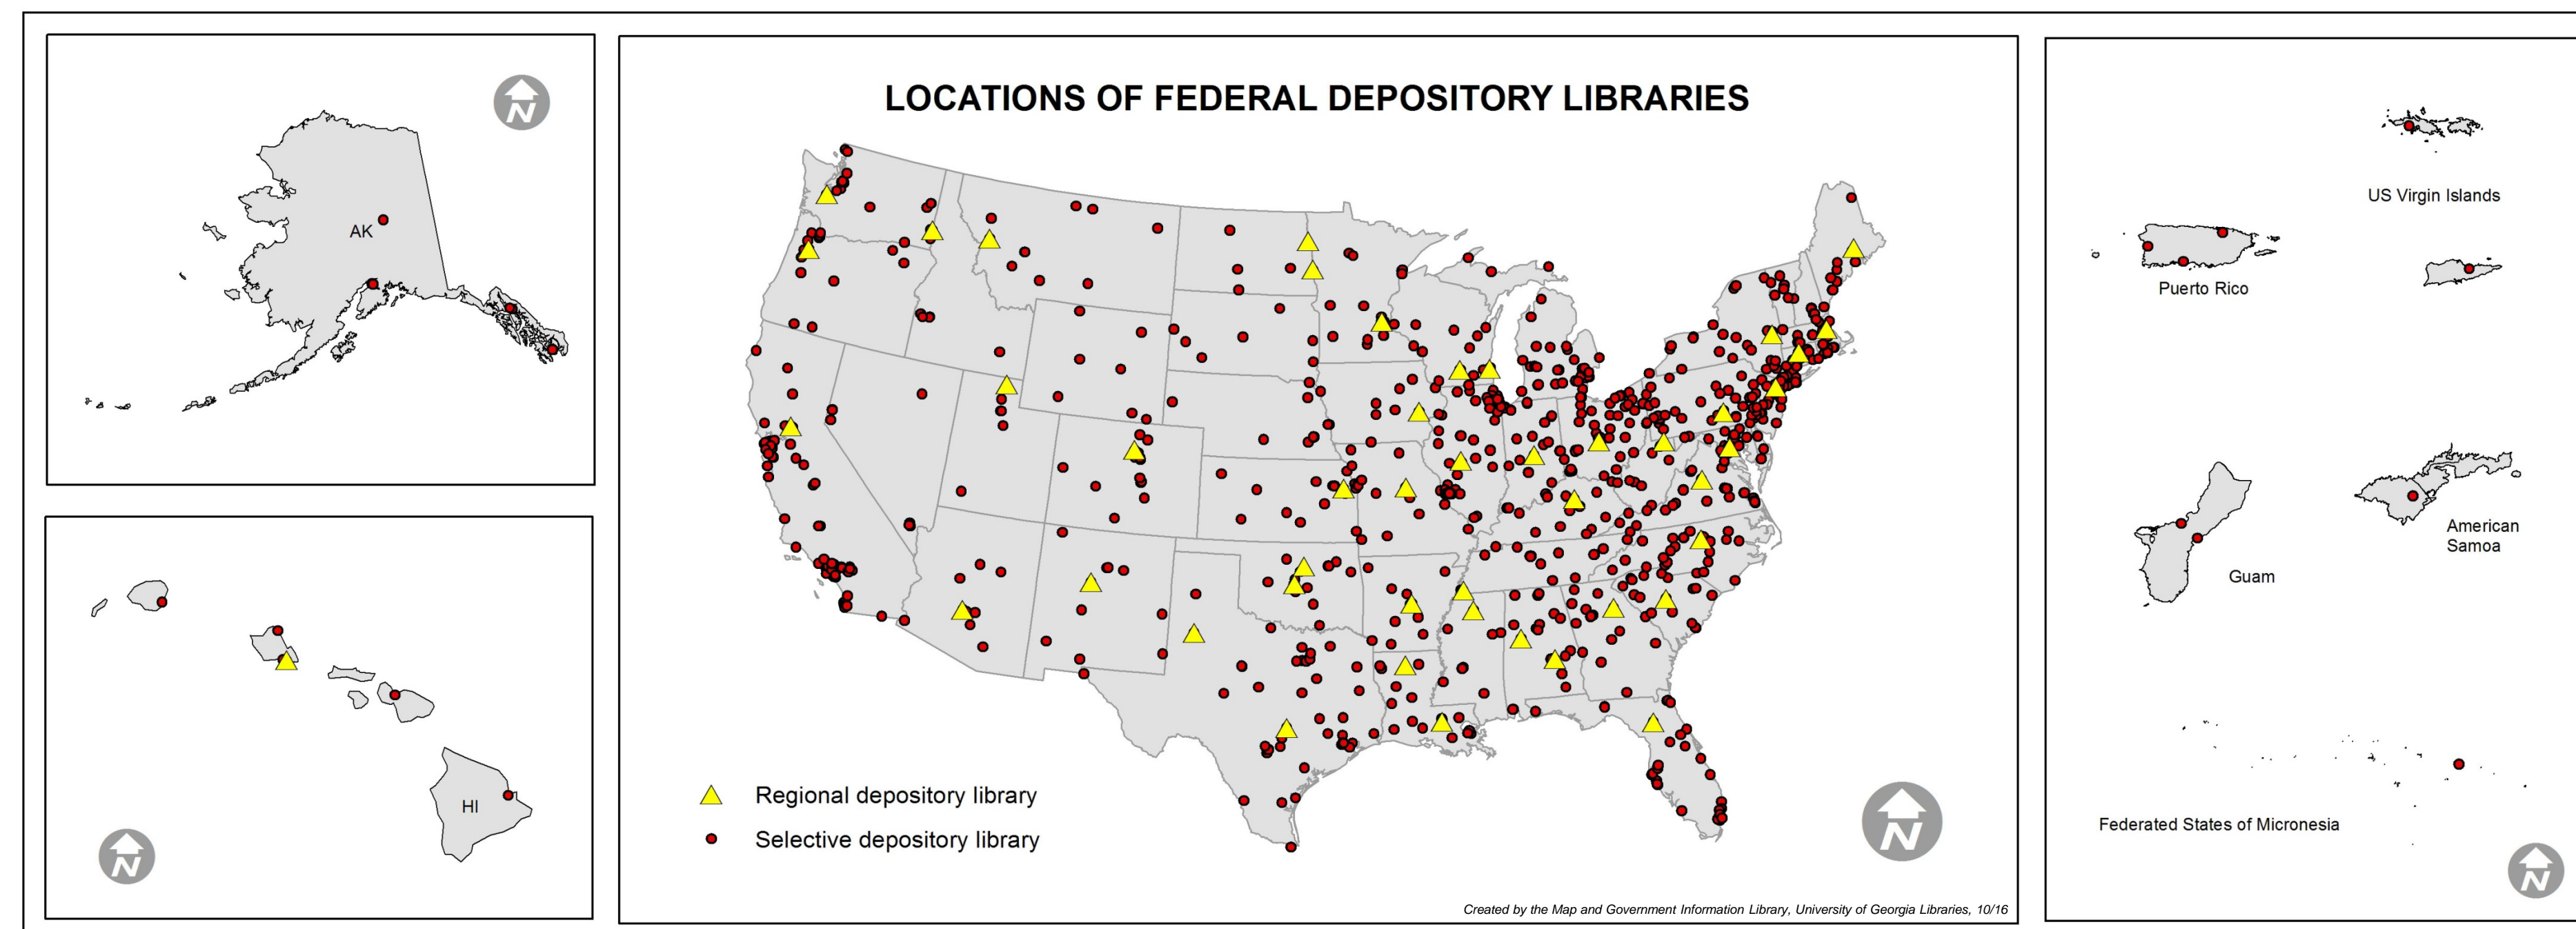 N
AK
HI
N
LOCATIONS OF FEDERAL DEPOSITORY LIBRARIES
Regional depository library
Selective depository library
N
Created by the Map and Government Information Library, University of Georgia Libraries, 10/16
US Virgin Islands
Puerto Rico
American
Samoa
Guam
Federated States of Micronesia
N